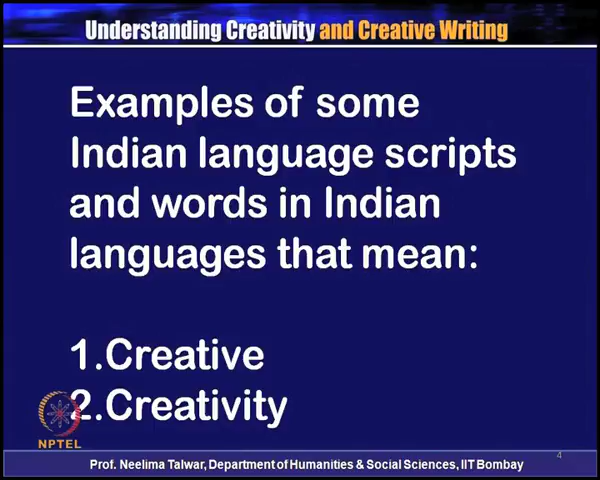 Understanding Creativity and Creative Writing
Examples of some
Indian language scripts
and words in Indian
languages that mean:
1.Creative
2.Creativity
NPTEL
4
Prof. Neelima Talwar, Department of Humanities & Social Sciences, IIT Bombay